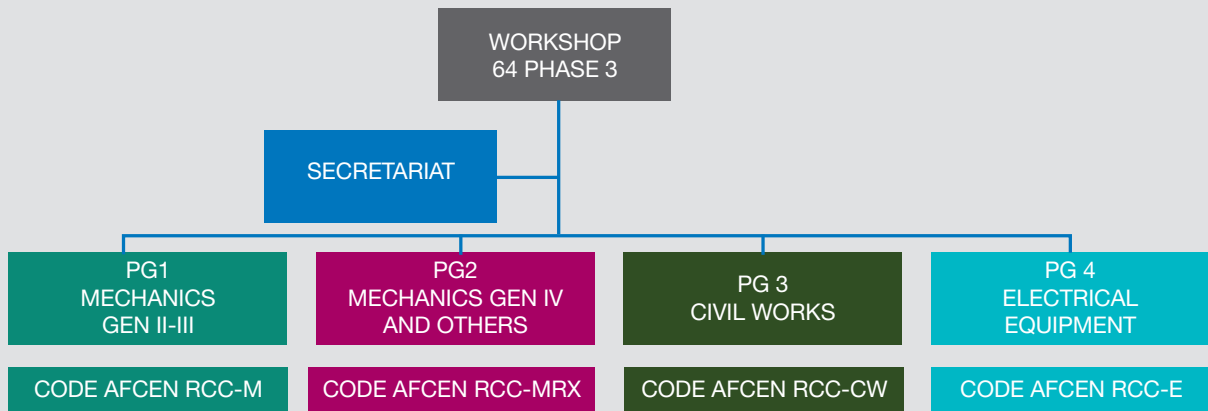 WORKSHOP
64 PHASE 3
SECRETARIAT
PG1
MECHANICS
GEN II-III
PG2
MECHANICS GEN IV
AND OTHERS
PG 3
CIVIL WORKS
PG 4
ELECTRICAL
EQUIPMENT
CODE AFCEN RCC-M
CODE AFCEN RCC-MRX
CODE AFCEN RCC-CW
CODE AFCEN RCC-E